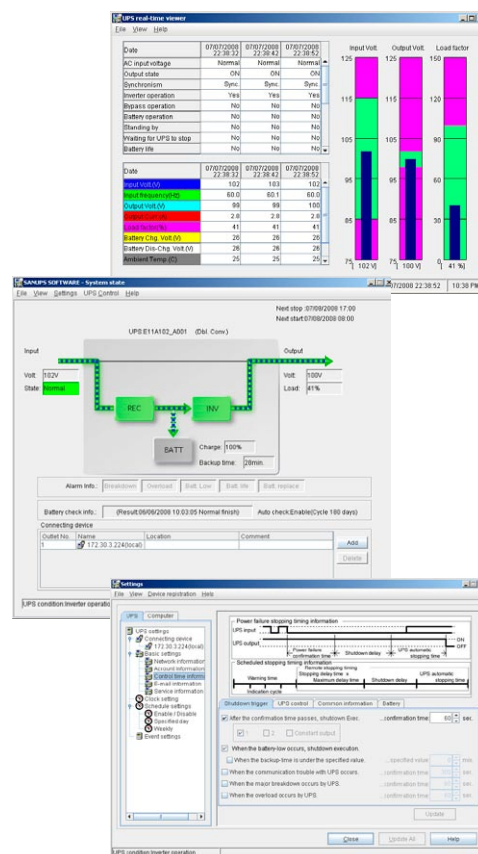 UPS real-time viewer
File View Help
Date 07/07/2008 22:38:32 07/07/2008 22:38:42 07/07/2008 22:38:52
AC input voltage Normal Normal Normal
Output state ON ON ON
Synchronism Sync. Sync. Sync.
Inverter operation Yes Yes Yes
Bypass operation No No No
Battery operation No No No
Standing by No No No
Waiting for UPS to stop No No No
Battery life No No No
Date 07/07/2008 22:38:32 07/07/2008 22:38:42 07/07/2008 22:38:52
Input Volt.(V) 102 103 102
Input frequency(Hz) 60.0 60.1 60.0
Output Volt.(V) 99 99 100
Output Curr.(A) 2.8 2.8 2.8
Load factor(%) 41 41 41
Battery Chg. Volt.(V) 26 26 26
Battery Dis-Chg. Volt.(V) 26 26 26
Ambient Temp.(C) 25 25 25
Input Volt. Output Volt. Load factor
125 125 150
115 115 120
105 105 90
95 95 60
85 85 30
75 75 0
[ 102 V] [ 100 V] [ 41 %]
07/2008 22:38:52 10:38 PM
SANUPS SOFTWARE - System state
File View Settings UPS Control Help
Next stop :07/08/2008 17:00
Next start:07/08/2008 08:00
UPS:E11A102_A001 (Dbl. Conv.)
Input Output
Volt: 102V Volt: 100V
State: Normal Load: 41%
REC INV
BATT
Charge: 100%
Backup time: 28min.
Alarm Info.: Breakdown Overload Batt. Low Batt. life Batt. replace
Battery check info.: (Result:06/06/2008 10:03:05 Normal finish) Auto check:Enable(Cycle 180 days)
Connecting device
Outlet No. Name Location Comment
1 172.30.3.224(local)
Add
Delete
UPS condition:Inverter operatio
Settings
File View Device registration Help
UPS Computer
UPS settings
Connecting device
172.30.3.224(local)
Basic settings
Network information
Account information
Control time inform
E-mail information
Service information
Clock setting
Schedule settings
Enable / Disable
Specified day
Weekly
Event settings
Power failure stopping timing information
UPS input
UPS output
ON
OFF
Power failure confirmation time
Shutdown delay
UPS automatic stopping time
Scheduled stopping timing information
Remote stopping timing
Warning time
Stopping delay time
Maximum delay time
Shutdown delay
UPS automatic stopping time
Indication cycle
Shutdown trigger UPS control Common information Battery
After the confirmation time passes, shutdown Exec. ...confirmation time: 60 sec.
1 2 Constant output
When the battery-low occurs, shutdown execution.
When the backup-time is under the specified value. ...specified value: min.
When the communication trouble with UPS occurs. ...confirmation time: sec.
When the major breakdown occurs by UPS. ...confirmation time: sec.
When the overload occurs by UPS. ...confirmation time: sec.
Update
Close Update All Help
UPS condition:Inverter operation